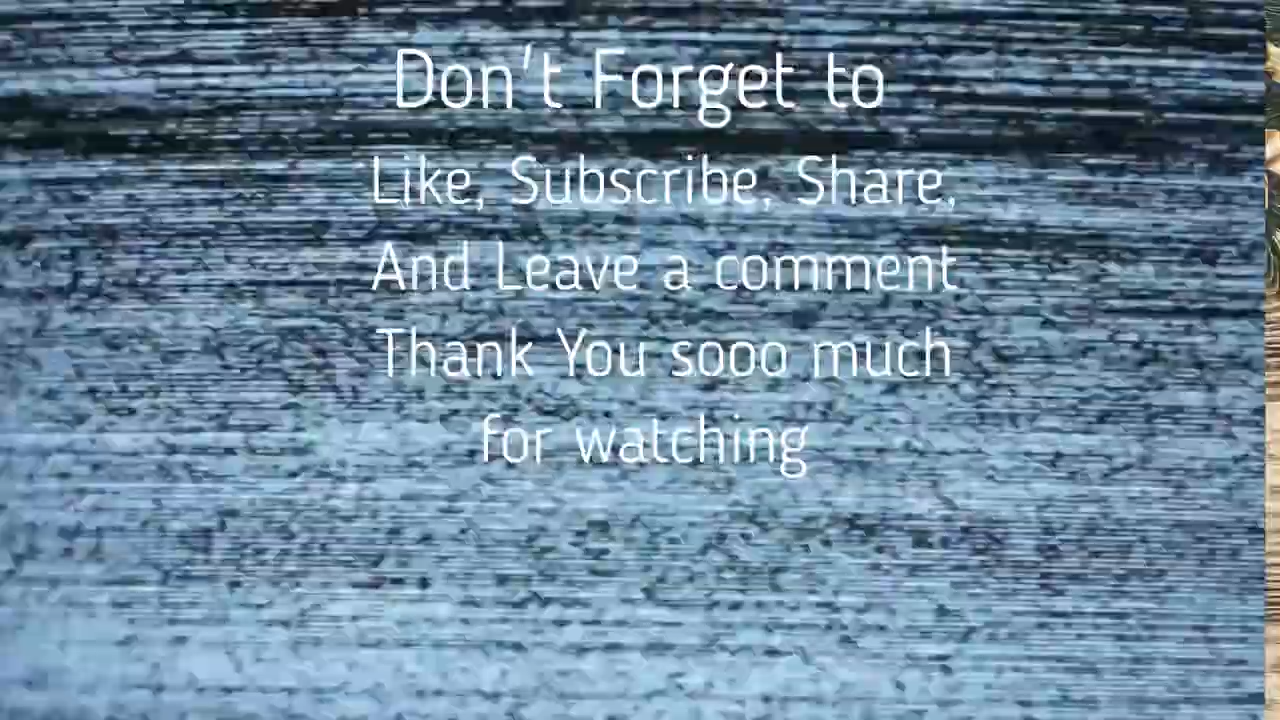 Don't Forget to
Like, Subscribe, Share,
And Leave a comment
Thank You sooo much
for watching